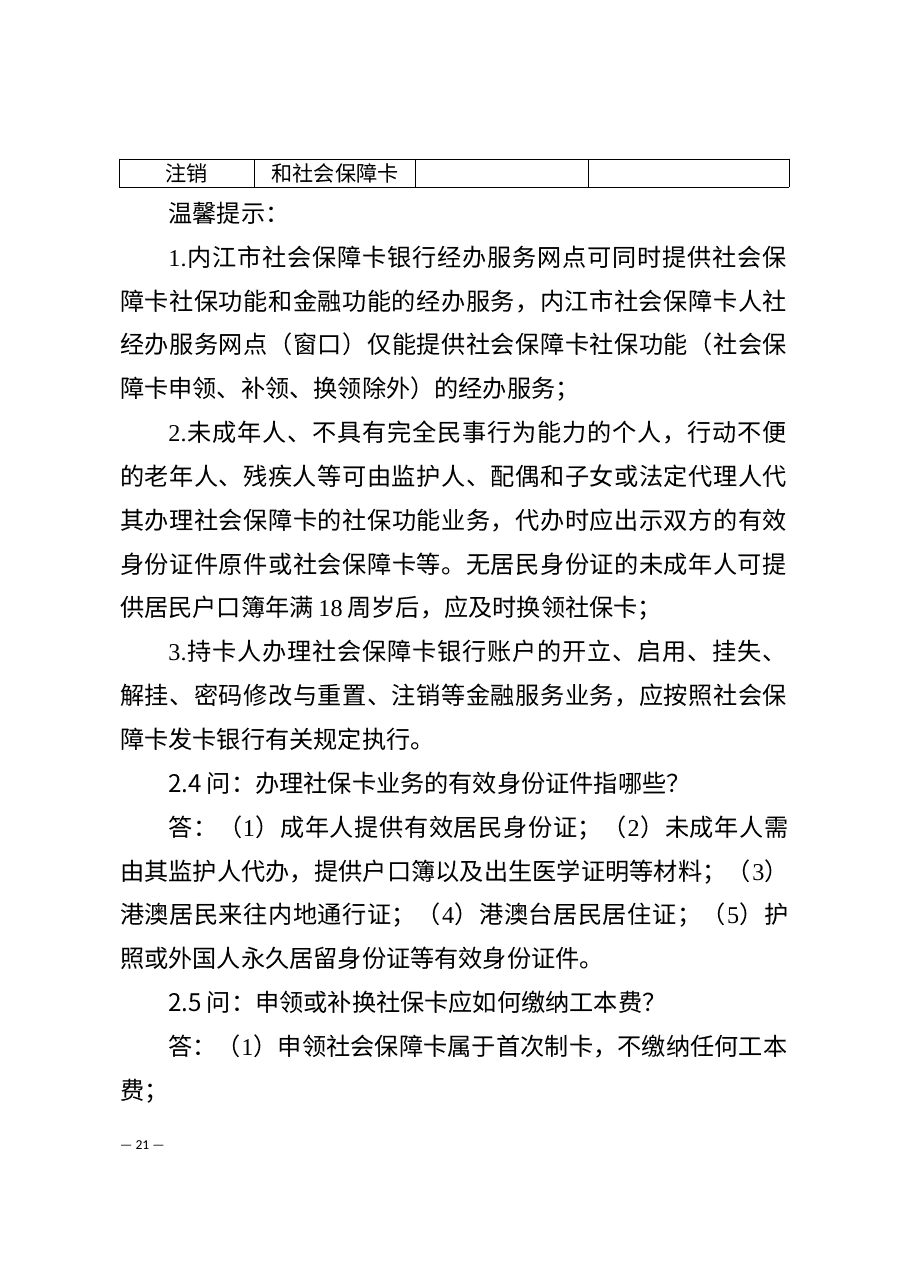 注销 和社会保障卡
温馨提示：
1.内江市社会保障卡银行经办服务网点可同时提供社会保
障卡社保功能和金融功能的经办服务，内江市社会保障卡人社
经办服务网点（窗口）仅能提供社会保障卡社保功能（社会保
障卡申领、补领、换领除外）的经办服务；
2.未成年人、不具有完全民事行为能力的个人，行动不便
的老年人、残疾人等可由监护人、配偶和子女或法定代理人代
其办理社会保障卡的社保功能业务，代办时应出示双方的有效
身份证件原件或社会保障卡等。无居民身份证的未成年人可提
供居民户口簿年满 18 周岁后，应及时换领社保卡；
3.持卡人办理社会保障卡银行账户的开立、启用、挂失、
解挂、密码修改与重置、注销等金融服务业务，应按照社会保
障卡发卡银行有关规定执行。
2.4 问：办理社保卡业务的有效身份证件指哪些？
答：（1）成年人提供有效居民身份证；（2）未成年人需
由其监护人代办，提供户口簿以及出生医学证明等材料；（3）
港澳居民来往内地通行证；（4）港澳台居民居住证；（5）护
照或外国人永久居留身份证等有效身份证件。
2.5 问：申领或补换社保卡应如何缴纳工本费？
答：（1）申领社会保障卡属于首次制卡，不缴纳任何工本
费；
— 21 —